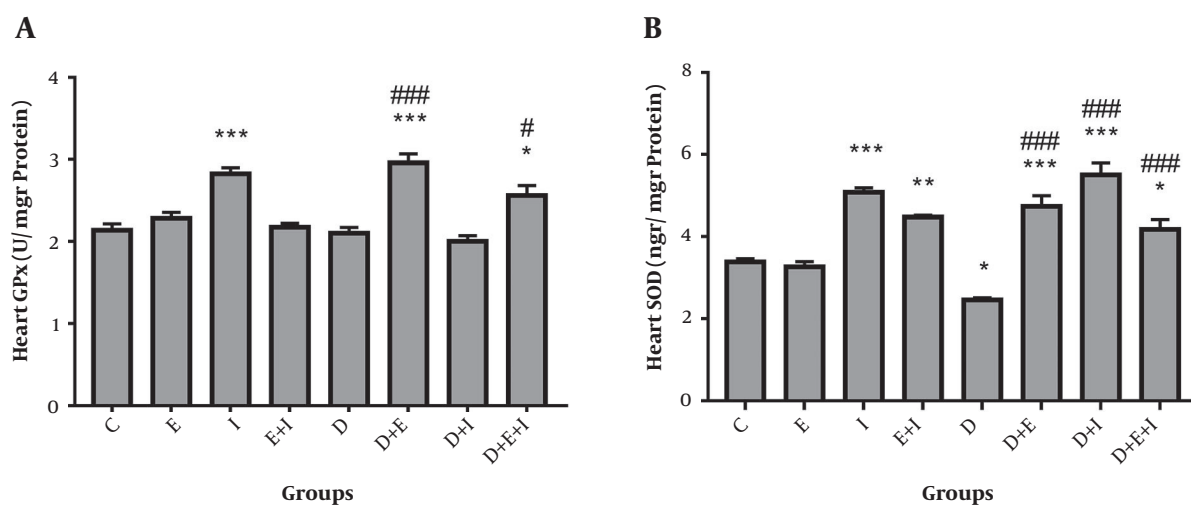 A
Heart GPx (U/mgr Protein)
4
3
2
1
0
***
###
***
#
*
C
E
I
E+I
D
D+E
D+I
D+E+I
Groups
B
Heart SOD (ngr/mgr Protein)
8
6
4
2
0
***
**
*
###
***
###
***
###
*
C
E
I
E+I
D
D+E
D+I
D+E+I
Groups